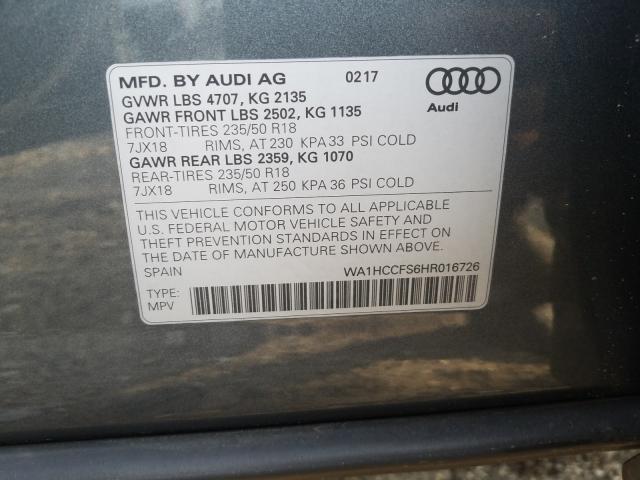 MFD. BY AUDI AG 0217
GVWR LBS 4707, KG 2135
GAWR FRONT LBS 2502, KG 1135
FRONT-TIRES 235/50 R18
7JX18 RIMS, AT 230 KPA 33 PSI COLD
GAWR REAR LBS 2359, KG 1070
REAR-TIRES 235/50 R18
7JX18 RIMS, AT 250 KPA 36 PSI COLD
Audi
THIS VEHICLE CONFORMS TO ALL APPLICABLE
U.S. FEDERAL MOTOR VEHICLE SAFETY AND
THEFT PREVENTION STANDARDS IN EFFECT ON
THE DATE OF MANUFACTURE SHOWN ABOVE.
SPAIN WA1HCCFS6HR016726
TYPE:
MPV